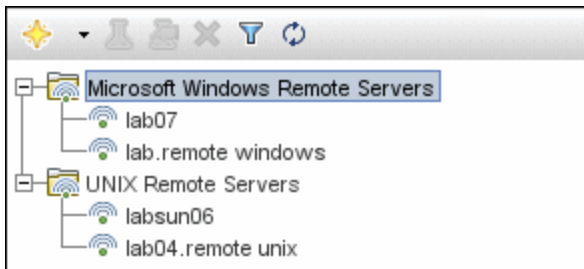 Microsoft Windows Remote Servers
lab07
lab.remote windows
UNIX Remote Servers
labsun06
lab04.remote unix